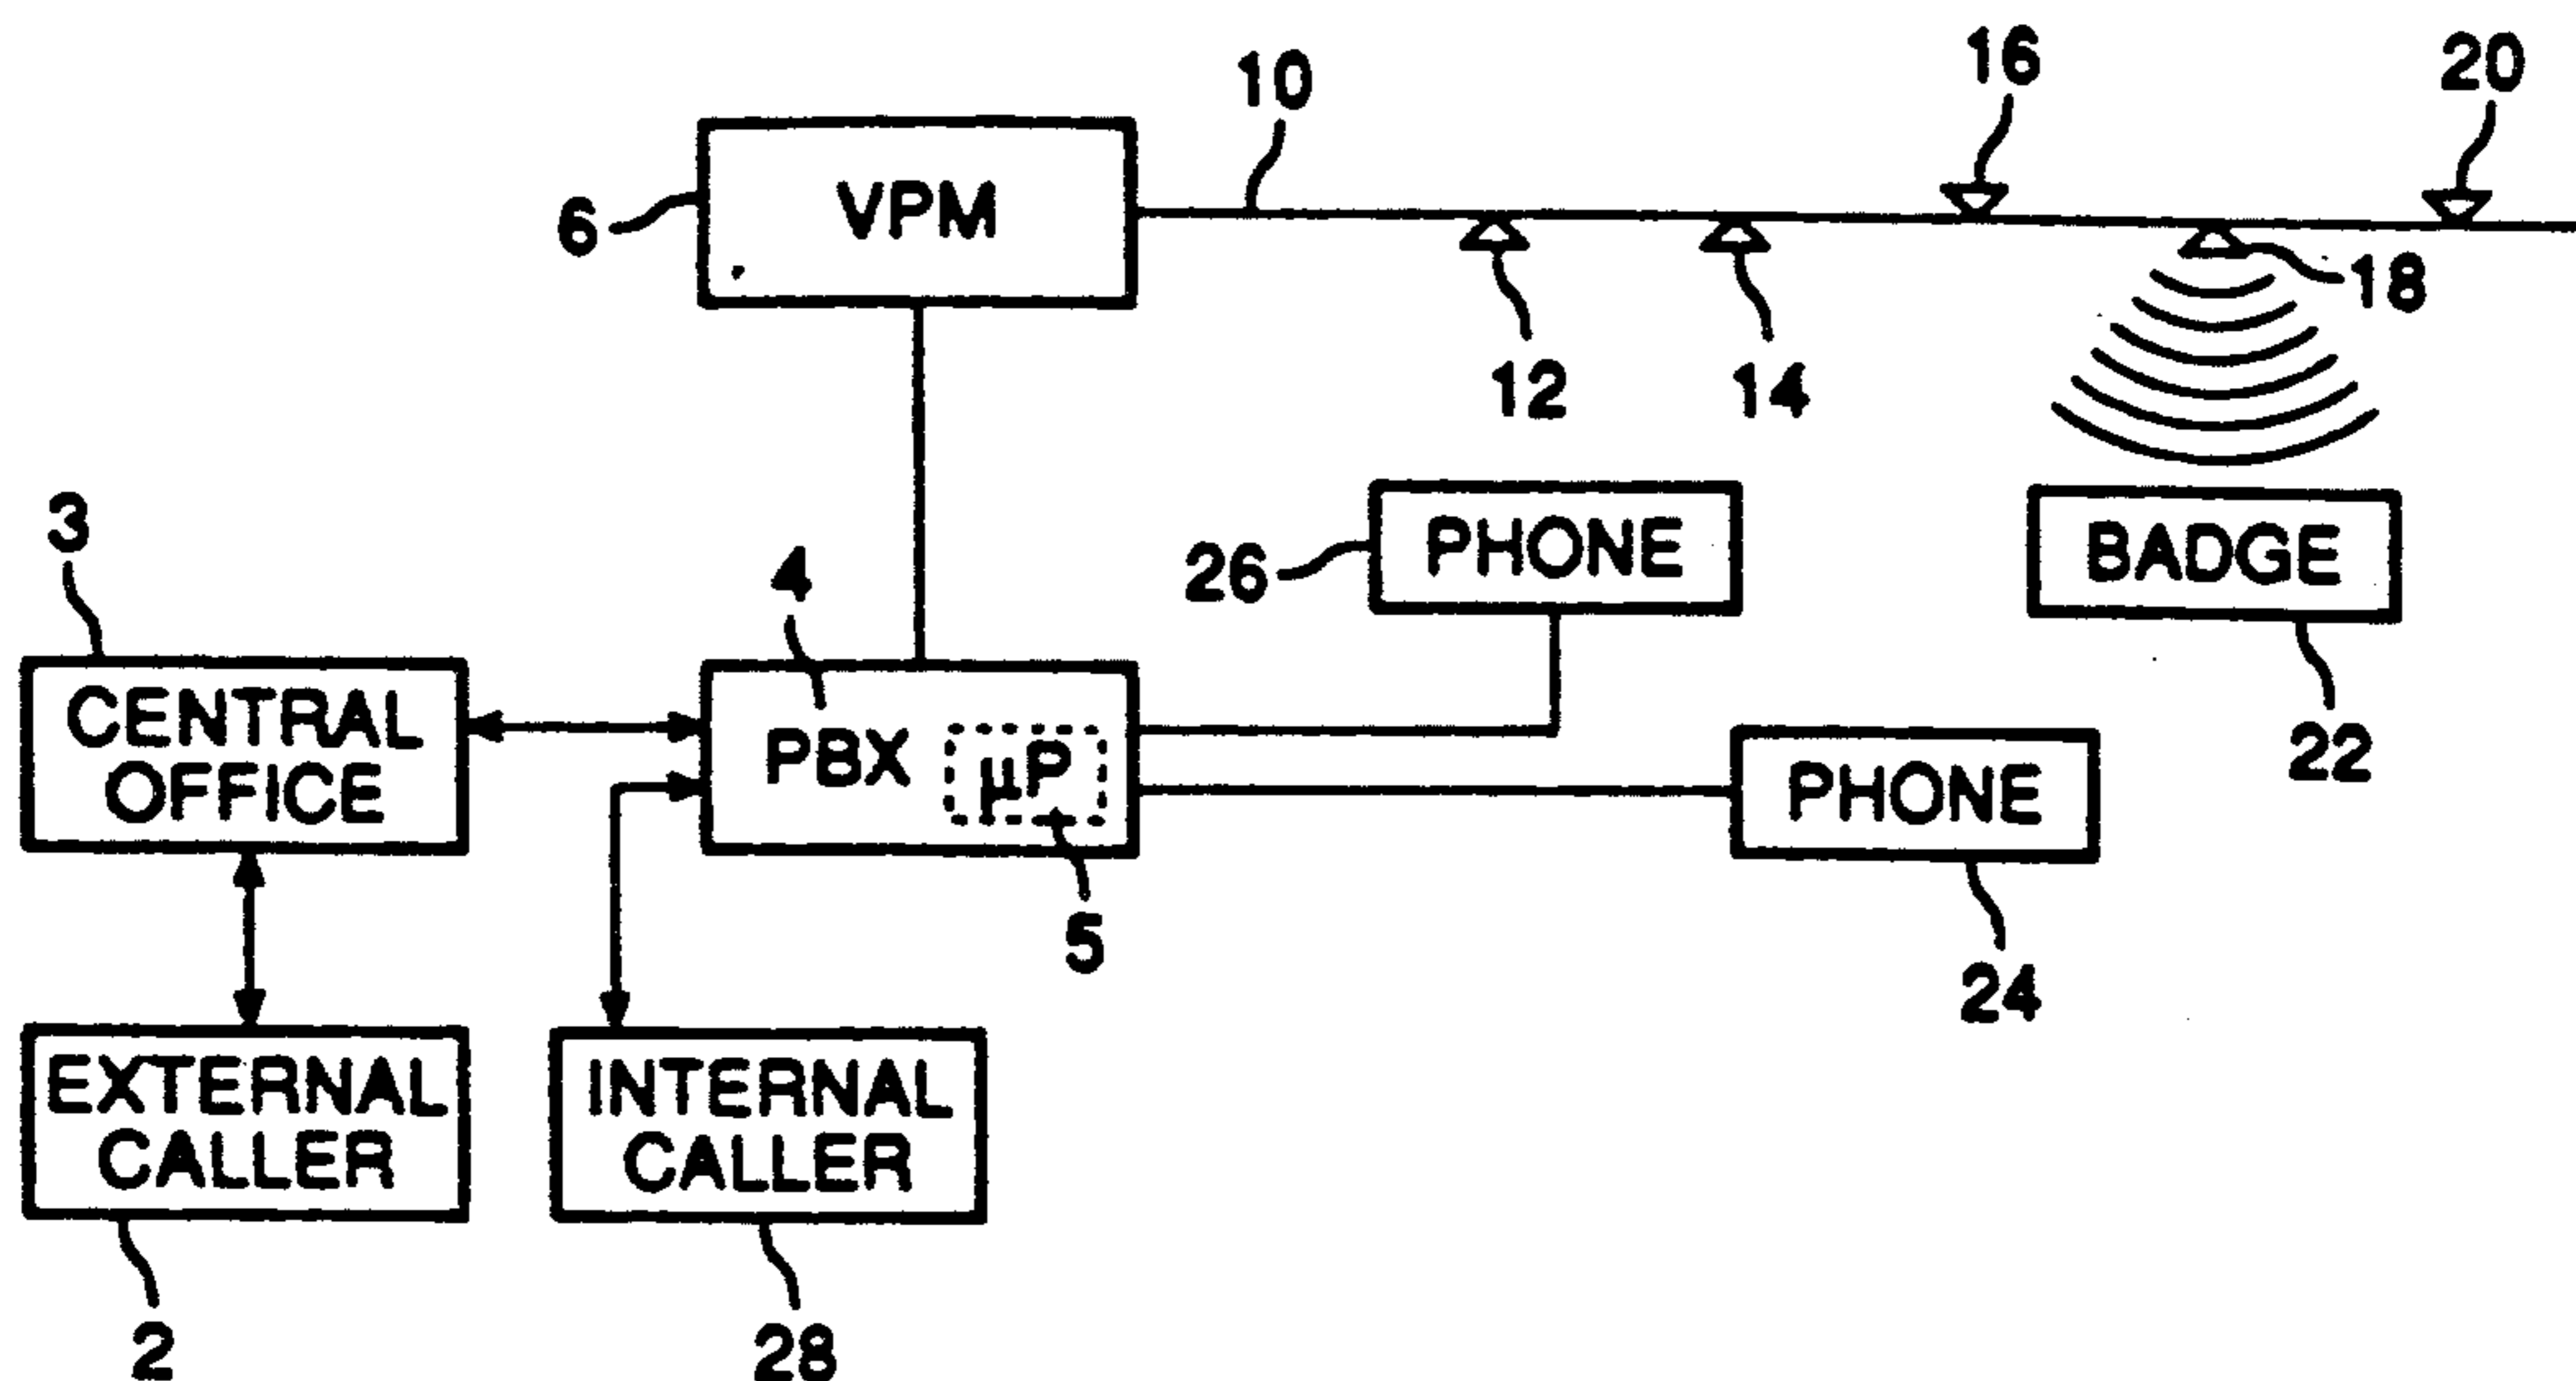 16
20
10
6
VPM
18
12
14
3
4
26
PHONE
BADGE
CENTRAL
OFFICE
PBX
µP
PHONE
22
5
24
EXTERNAL
CALLER
INTERNAL
CALLER
2
28